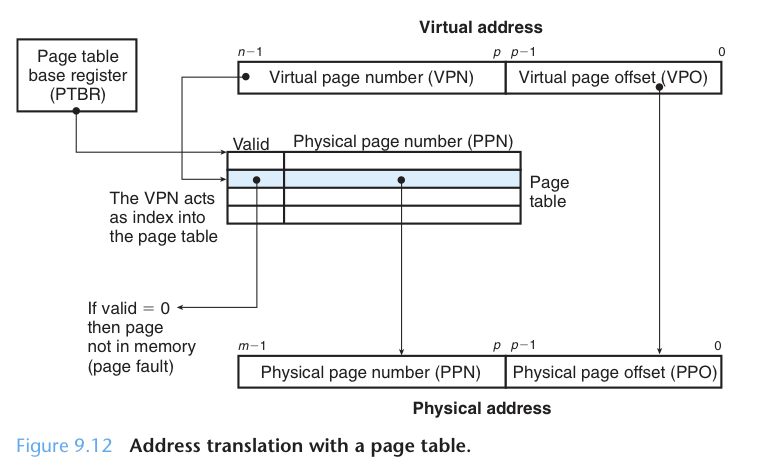 Virtual address
n−1 p p−1 0
Page table
base register
(PTBR)
Virtual page number (VPN) Virtual page offset (VPO)
Valid Physical page number (PPN)
The VPN acts
as index into
the page table
Page
table
If valid = 0
then page
not in memory
(page fault)
m−1 p p−1 0
Physical page number (PPN) Physical page offset (PPO)
Physical address
Figure 9.12 Address translation with a page table.